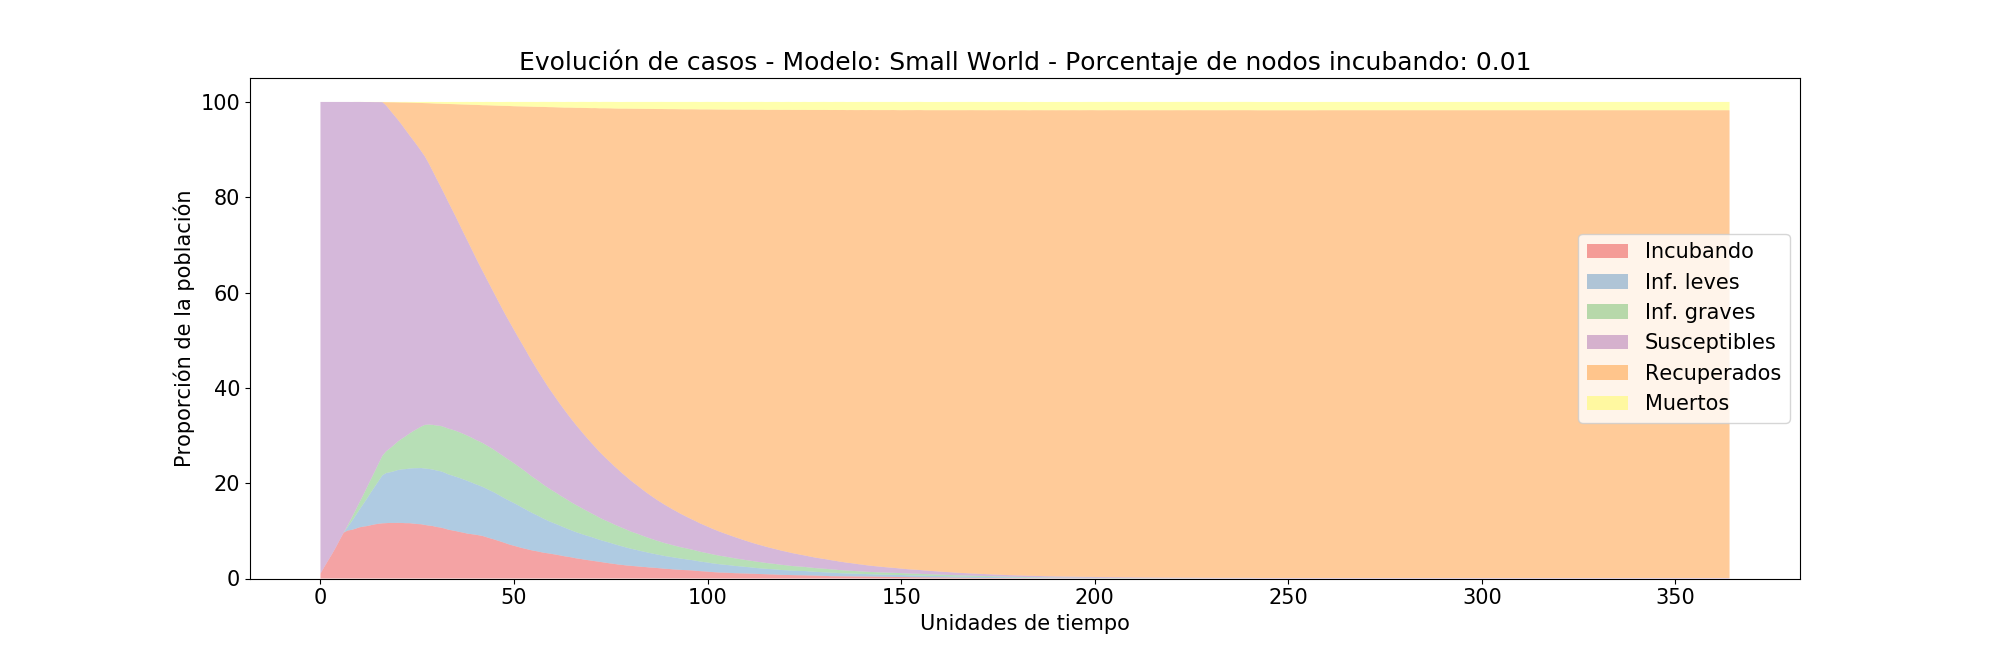 Evolución de casos - Modelo: Small World - Porcentaje de nodos incubando: 0.01
Proporción de la población
100
80
60
40
20
0
0 50 100 150 200 250 300 350
Unidades de tiempo
Incubando
Inf. leves
Inf. graves
Susceptibles
Recuperados
Muertos